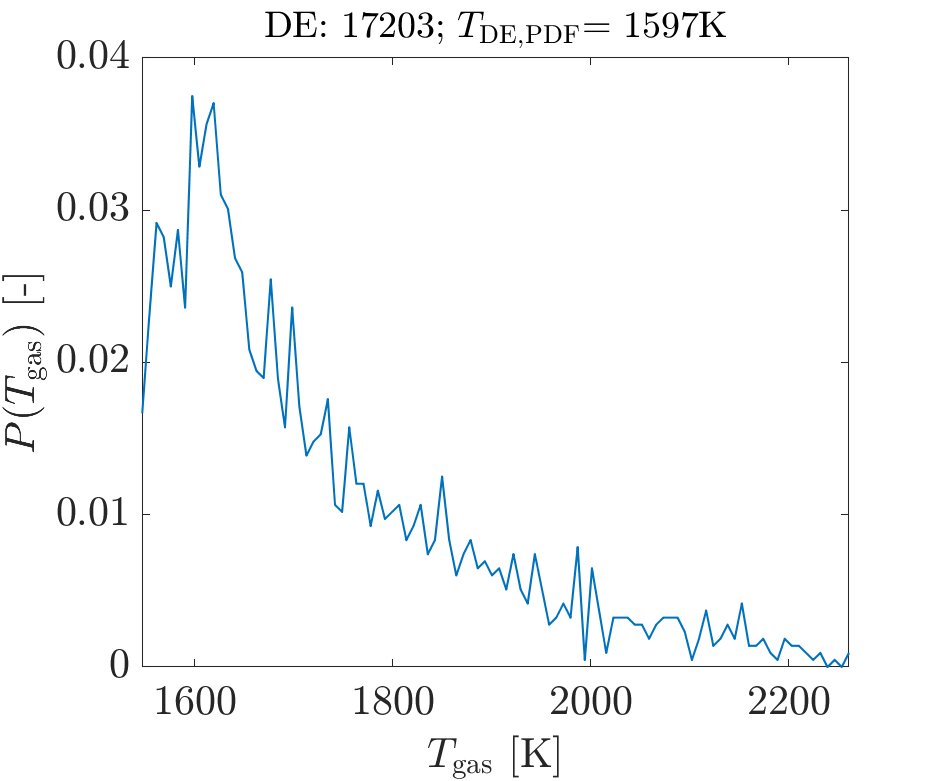 DE: 17203; T_DE,PDF= 1597K
0.04
0.03
0.02
0.01
0
P(T_gas) [-]
1600 1800 2000 2200
T_gas [K]